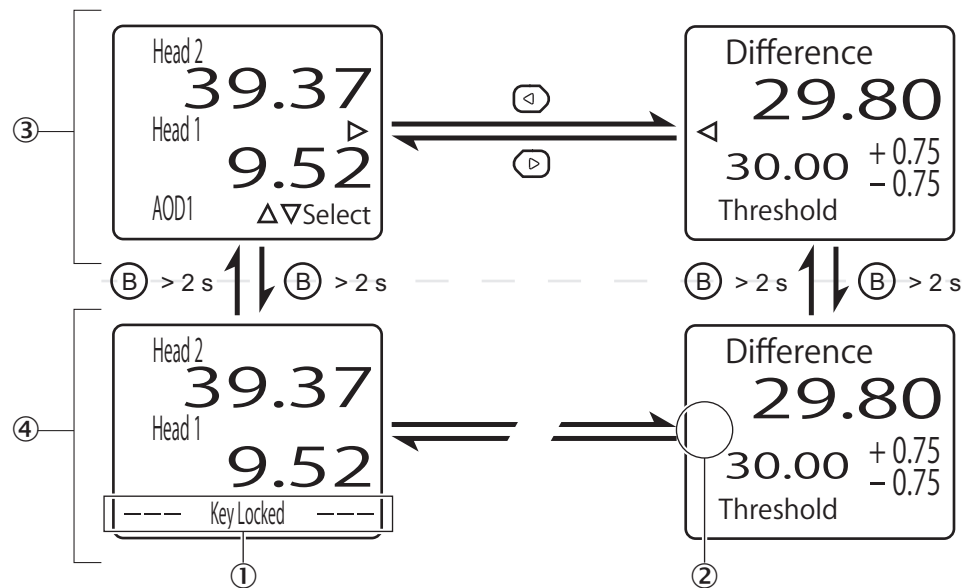 ③
Head 2
39.37
Head 1 ▷
9.52
AOD1 △▽Select
◁
▷
Difference
29.80
◁ 30.00 + 0.75
− 0.75
Threshold
B > 2 s B > 2 s B > 2 s B > 2 s
④
Head 2
39.37
Head 1
9.52
––– Key Locked –––
①
Difference
29.80
30.00 + 0.75
− 0.75
Threshold
②